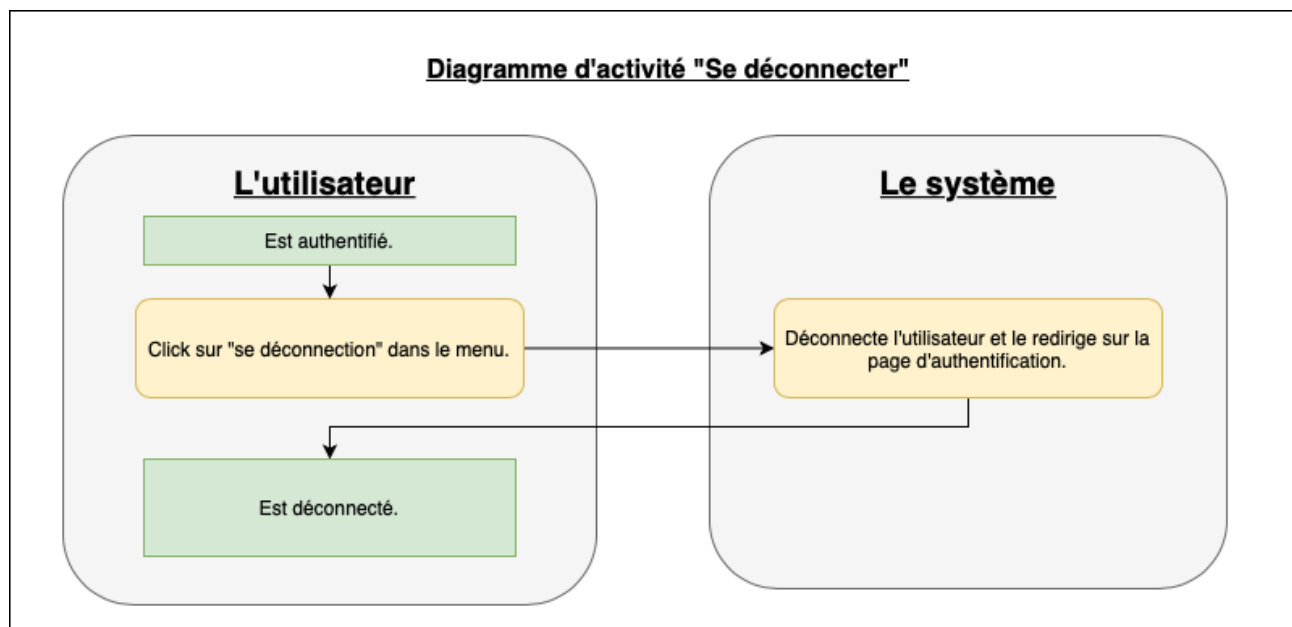 Diagramme d'activité "Se déconnecter"
L'utilisateur
Est authentifié.
Click sur "se déconnection" dans le menu.
Est déconnecté.
Le système
Déconnecte l'utilisateur et le redirige sur la
page d'authentification.